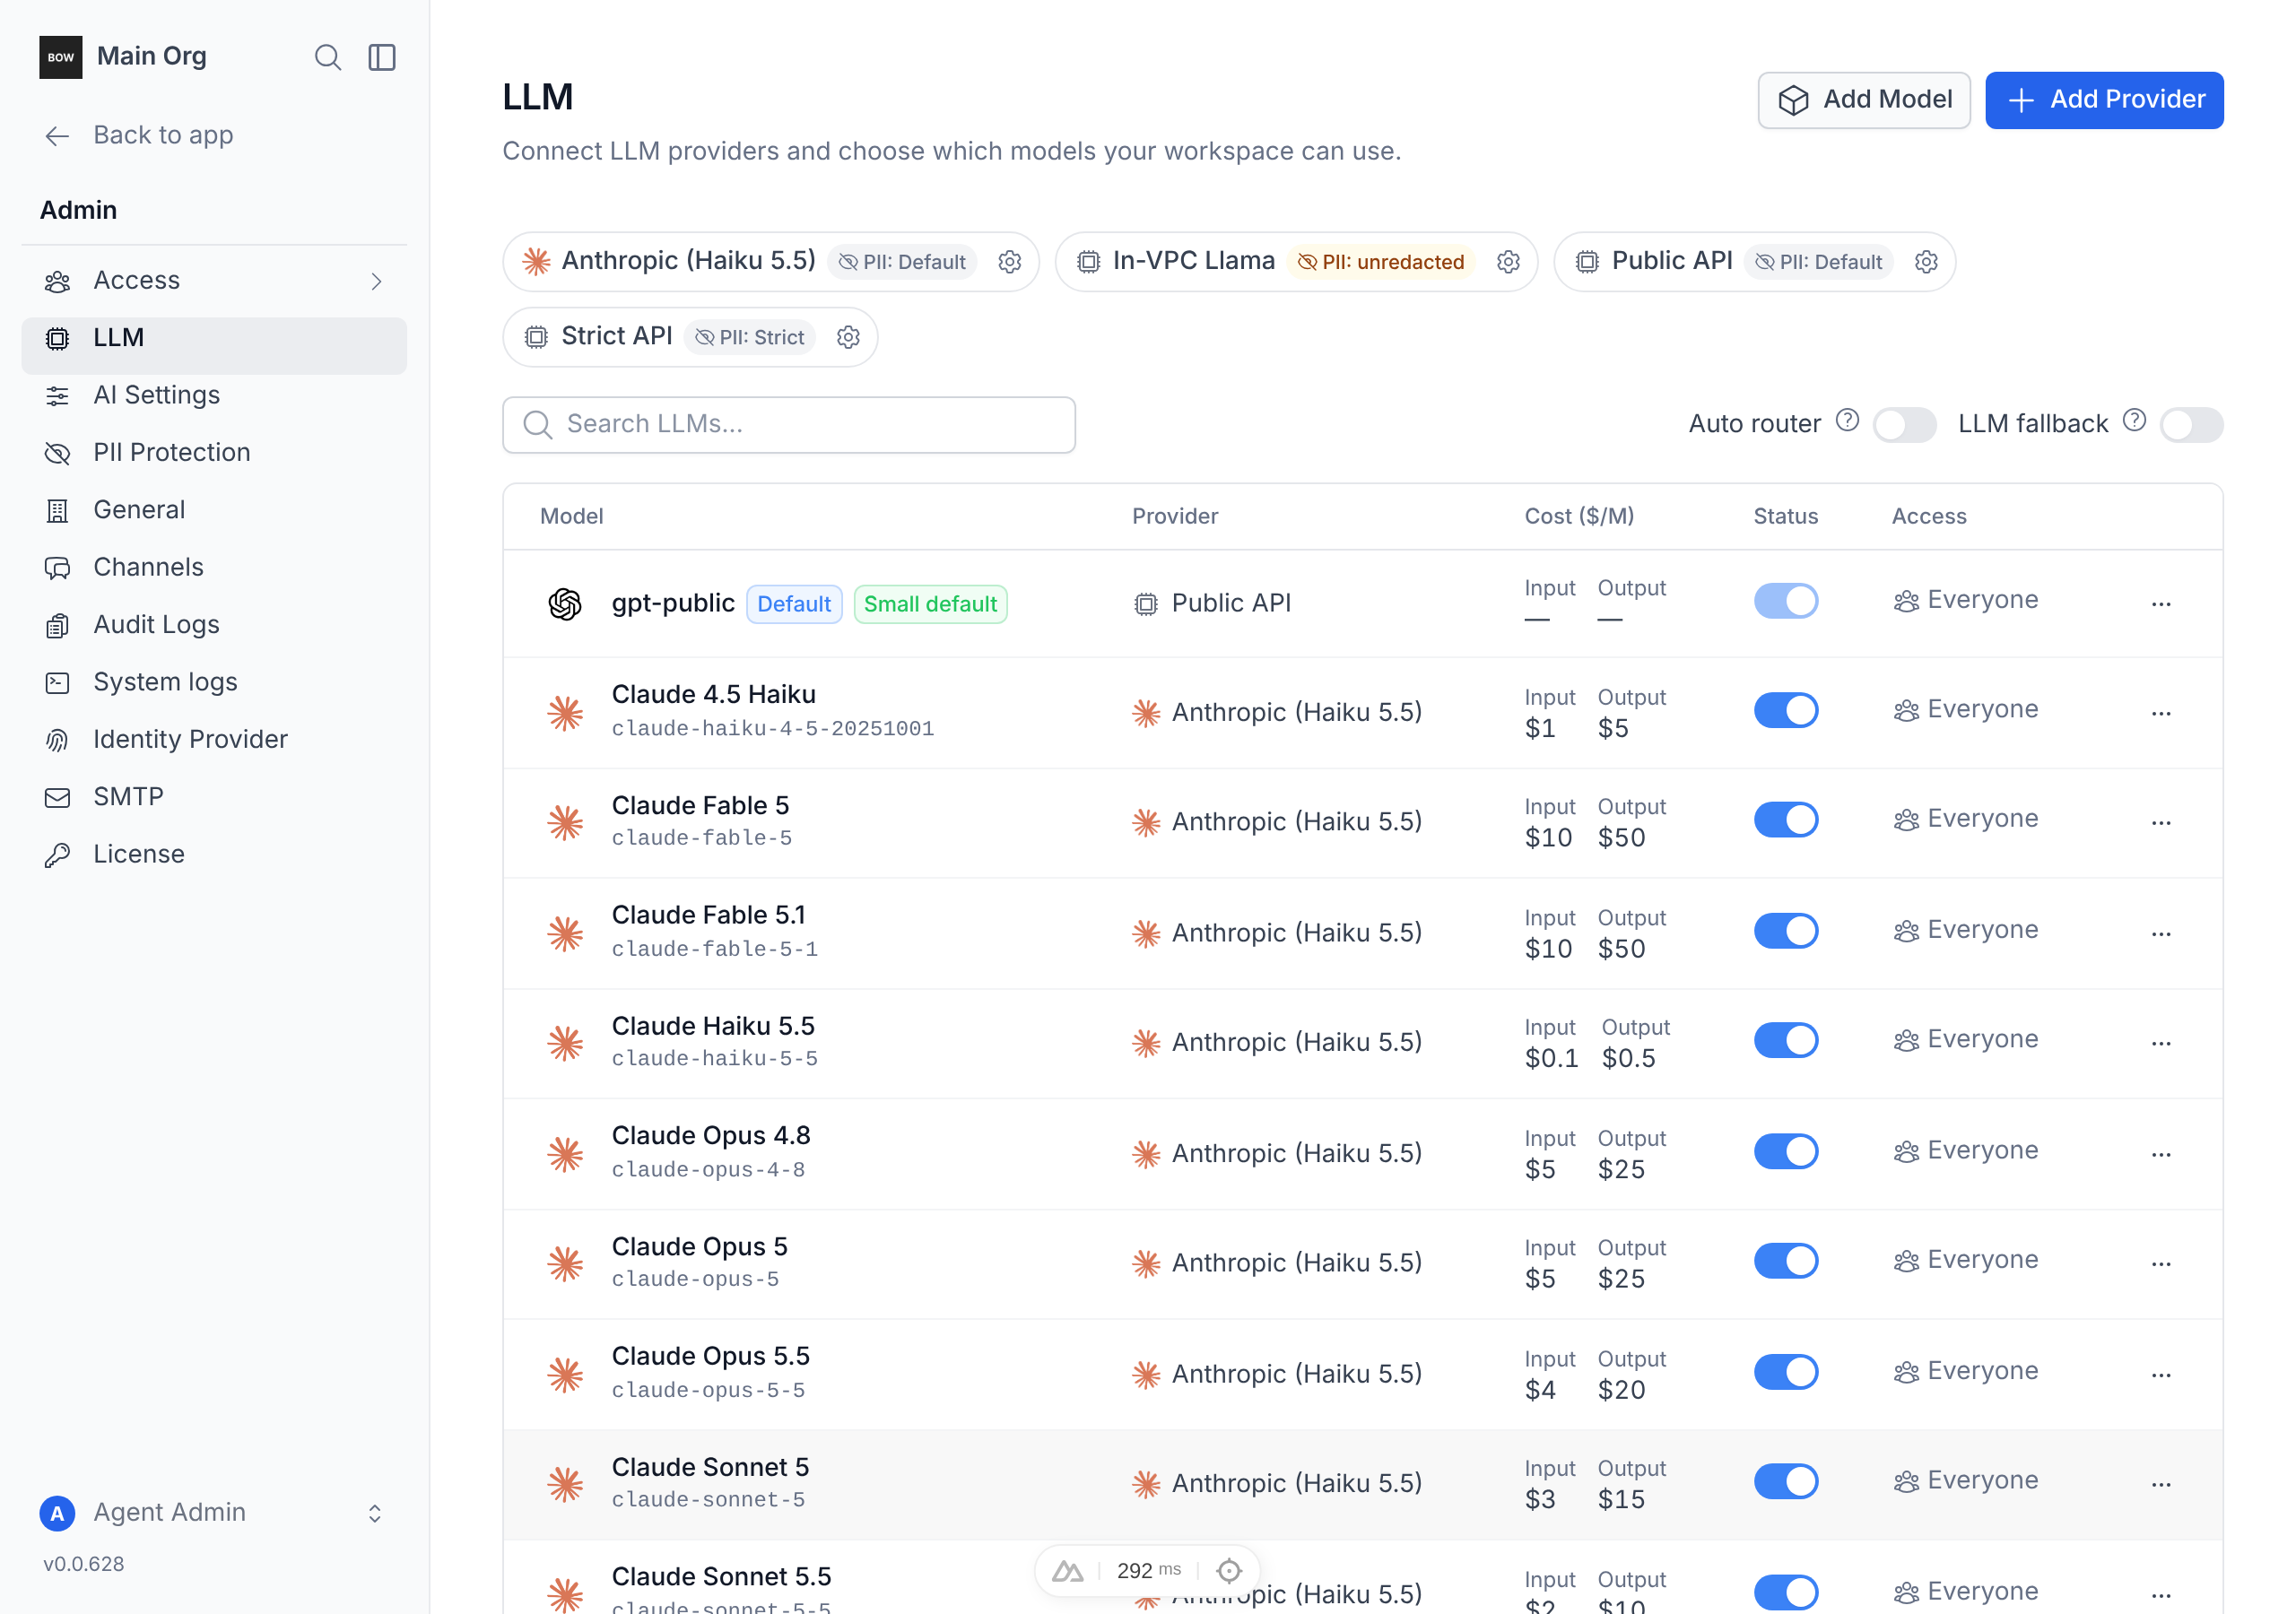 BOW Main Org
Back to app
Admin
Access
LLM
AI Settings
PII Protection
General
Channels
Audit Logs
System logs
Identity Provider
SMTP
License
A Agent Admin
v0.0.628
LLM
Connect LLM providers and choose which models your workspace can use.
Add Model
Add Provider
Anthropic (Haiku 5.5) PII: Default In-VPC Llama PII: unredacted Public API PII: Default
Strict API PII: Strict
Search LLMs...
Auto router ? LLM fallback ?
Model Provider Cost ($/M) Status Access
gpt-public Default Small default Public API Input Output Everyone ...
— —
Claude 4.5 Haiku Anthropic (Haiku 5.5) Input Output Everyone ...
claude-haiku-4-5-20251001 $1 $5
Claude Fable 5 Anthropic (Haiku 5.5) Input Output Everyone ...
claude-fable-5 $10 $50
Claude Fable 5.1 Anthropic (Haiku 5.5) Input Output Everyone ...
claude-fable-5-1 $10 $50
Claude Haiku 5.5 Anthropic (Haiku 5.5) Input Output Everyone ...
claude-haiku-5-5 $0.1 $0.5
Claude Opus 4.8 Anthropic (Haiku 5.5) Input Output Everyone ...
claude-opus-4-8 $5 $25
Claude Opus 5 Anthropic (Haiku 5.5) Input Output Everyone ...
claude-opus-5 $5 $25
Claude Opus 5.5 Anthropic (Haiku 5.5) Input Output Everyone ...
claude-opus-5-5 $4 $20
Claude Sonnet 5 Anthropic (Haiku 5.5) Input Output Everyone ...
claude-sonnet-5 $3 $15
Claude Sonnet 5.5 Anthropic (Haiku 5.5) Input Output Everyone ...
claude-sonnet-5-5 $2 $10
292 ms